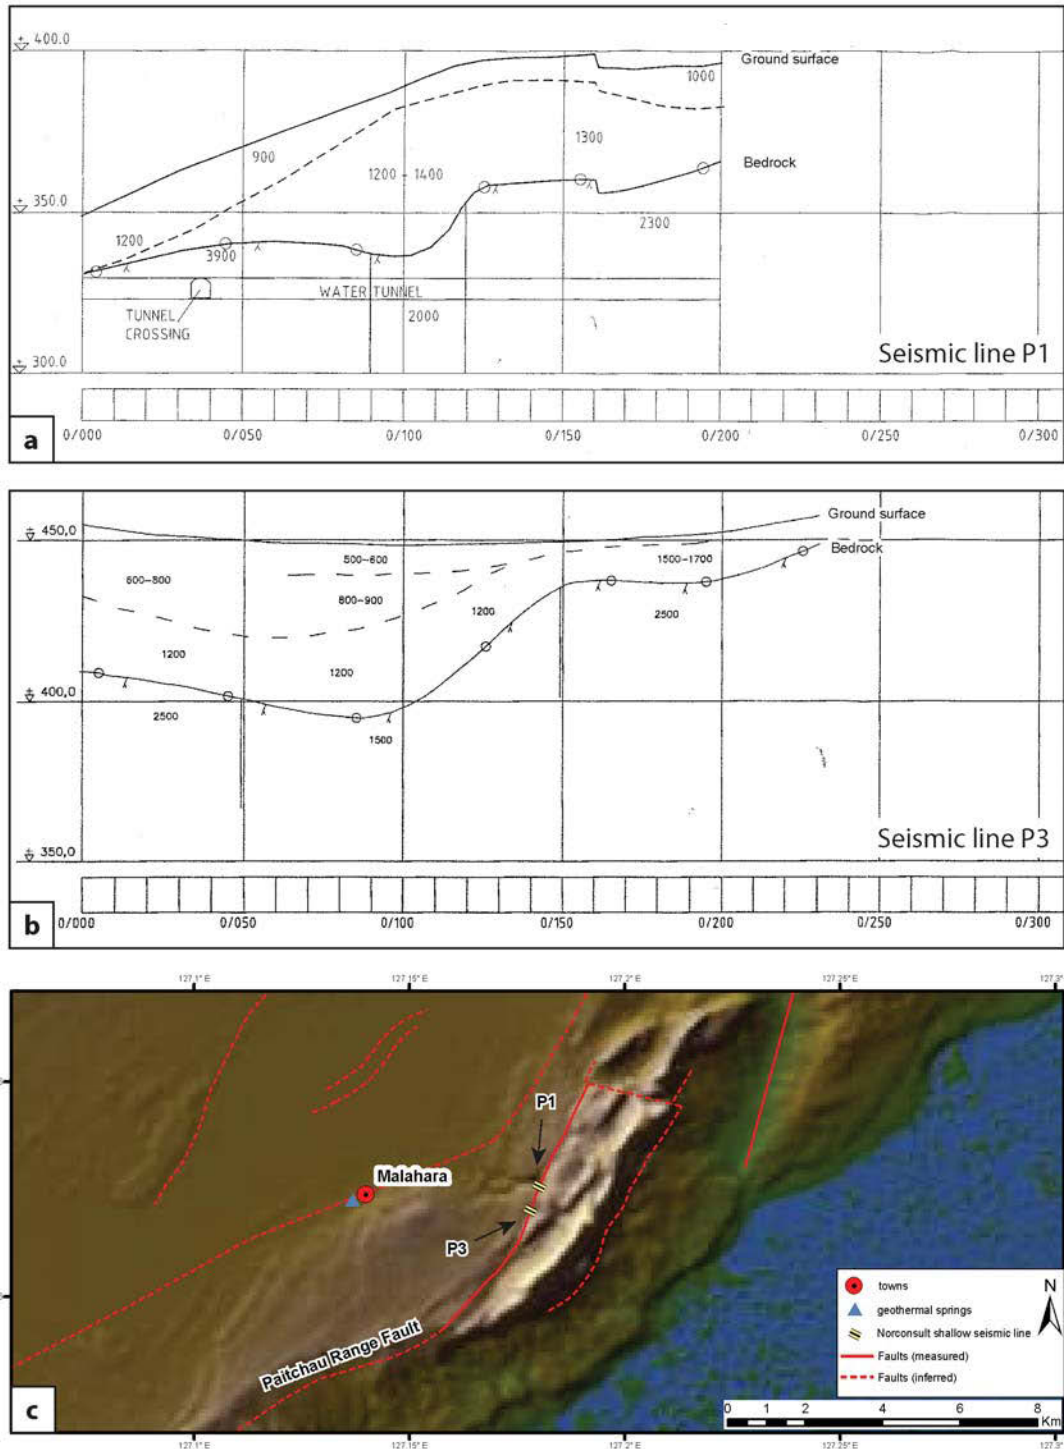 400.0
Ground surface
1000
1300
900
1200 - 1400
Bedrock
350.0
2300
1200
3900
WATER TUNNEL
TUNNEL
CROSSING
2000
300.0
Seismic line P1
a
0/000 0/050 0/100 0/150 0/200 0/250 0/300
Ground surface
450,0
Bedrock
500-600
1500-1700
600-800
800-900
1200
2500
1200
1200
400,0
2500
1500
Seismic line P3
350,0
b
0/000 0/050 0/100 0/150 0/200 0/250 0/300
127.1° E 127.15° E 127.2° E 127.25° E
P1
Malahara
P3
Paitchau Range Fault
towns
N
geothermal springs
Norconsult shallow seismic line
Faults (measured)
Faults (inferred)
0 1 2 4 6 8
Km
c
127.1° E 127.15° E 127.2° E 127.25° E